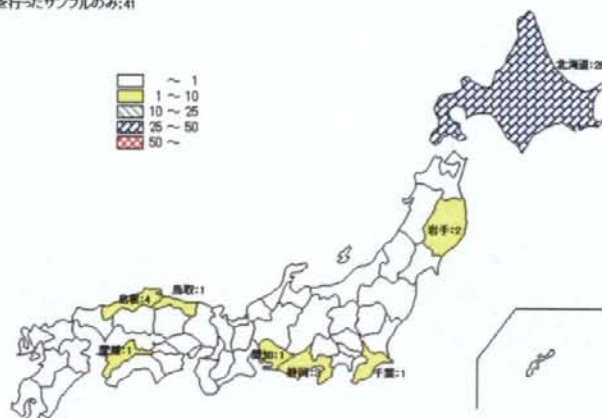 を行ったサンプルのみ;41
～ 1
1 ～ 10
10 ～ 25
25 ～ 50
50 ～
北海道:28
岩手:2
鳥取:1
島根:4
愛媛:1
愛知:1
静岡:3
千葉:1